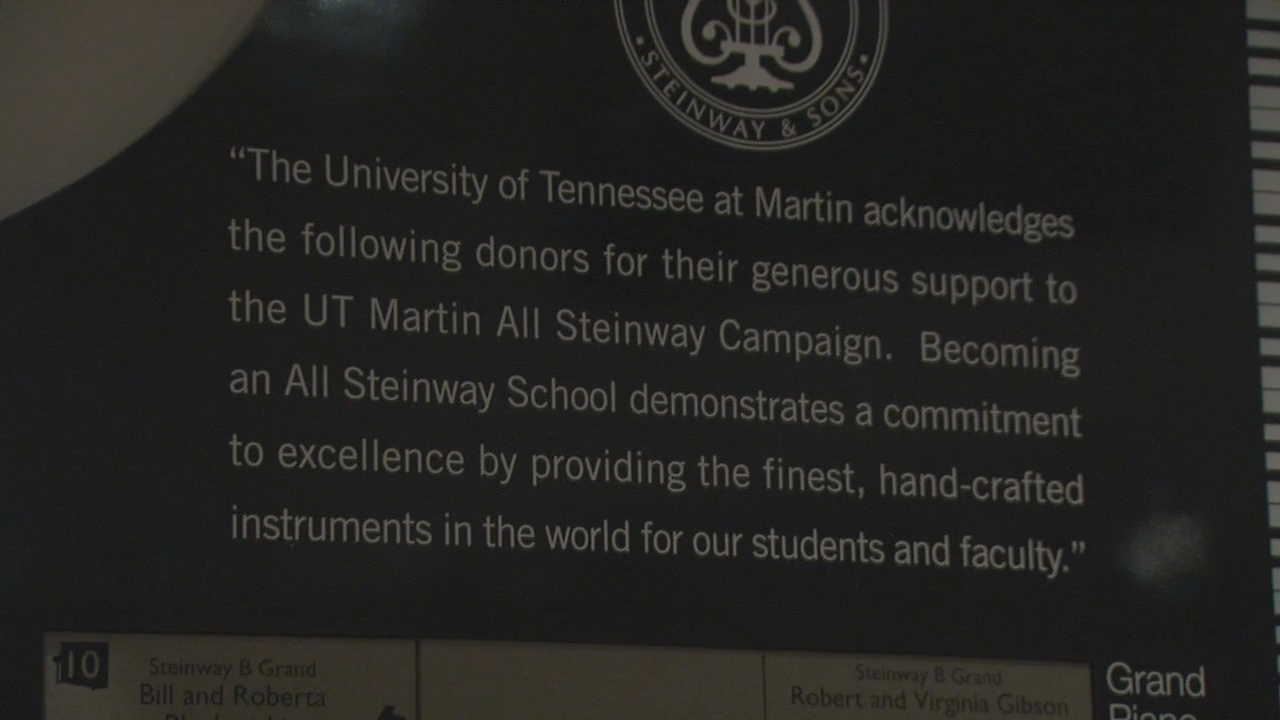 STEINWAY & SONS
“The University of Tennessee at Martin acknowledges
the following donors for their generous support to
the UT Martin All Steinway Campaign. Becoming
an All Steinway School demonstrates a commitment
to excellence by providing the finest, hand-crafted
instruments in the world for our students and faculty.”
10
Steinway B Grand
Bill and Roberta
Steinway B Grand
Robert and Virginia Gibson
Grand
Piano